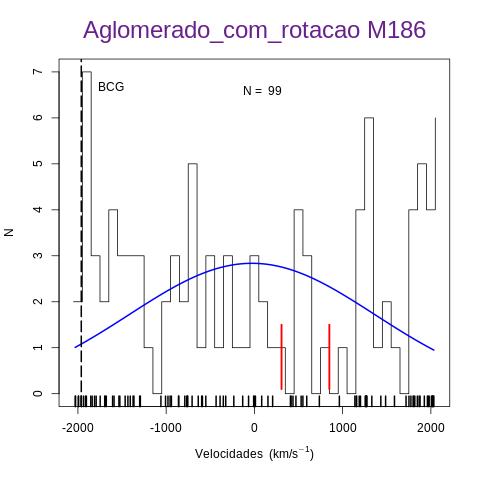 Aglomerado_com_rotacao M186
BCG
N = 99
7
6
5
4
3
2
1
0
N
-2000 -1000 0 1000 2000
Velocidades (km/s⁻¹)